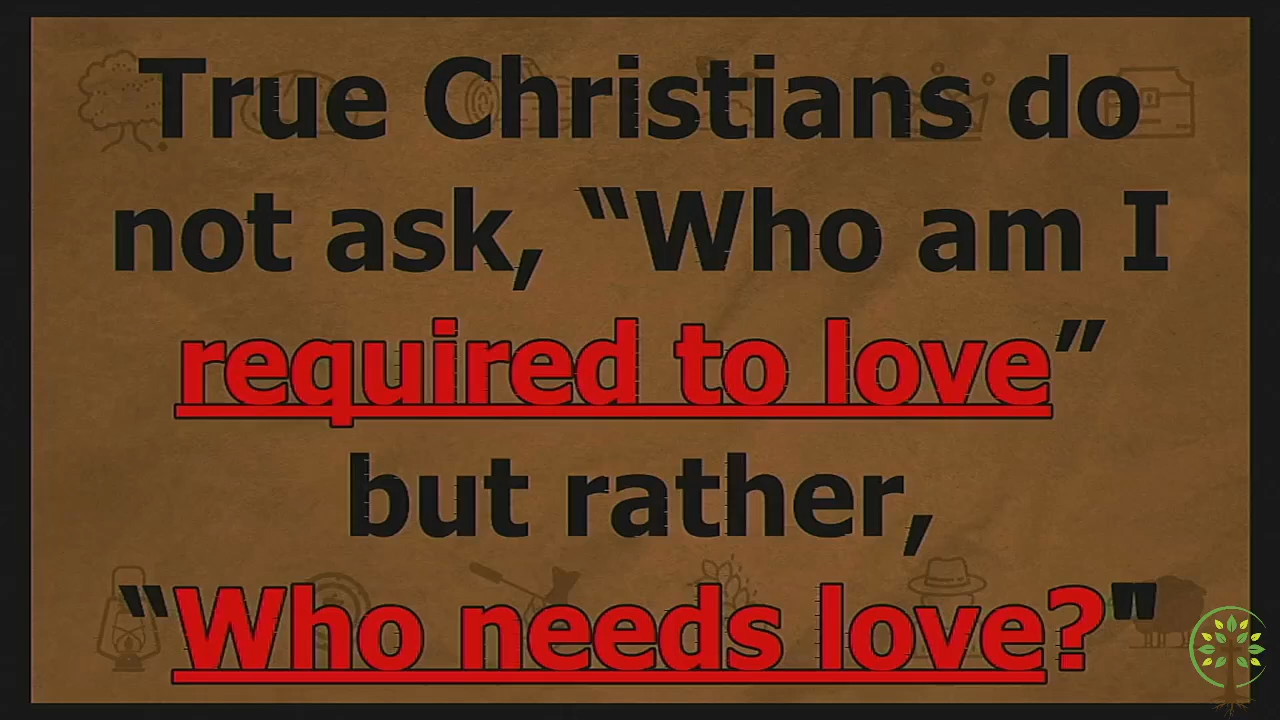 True Christians do
not ask, “Who am I
required to love”
but rather,
“Who needs love?"